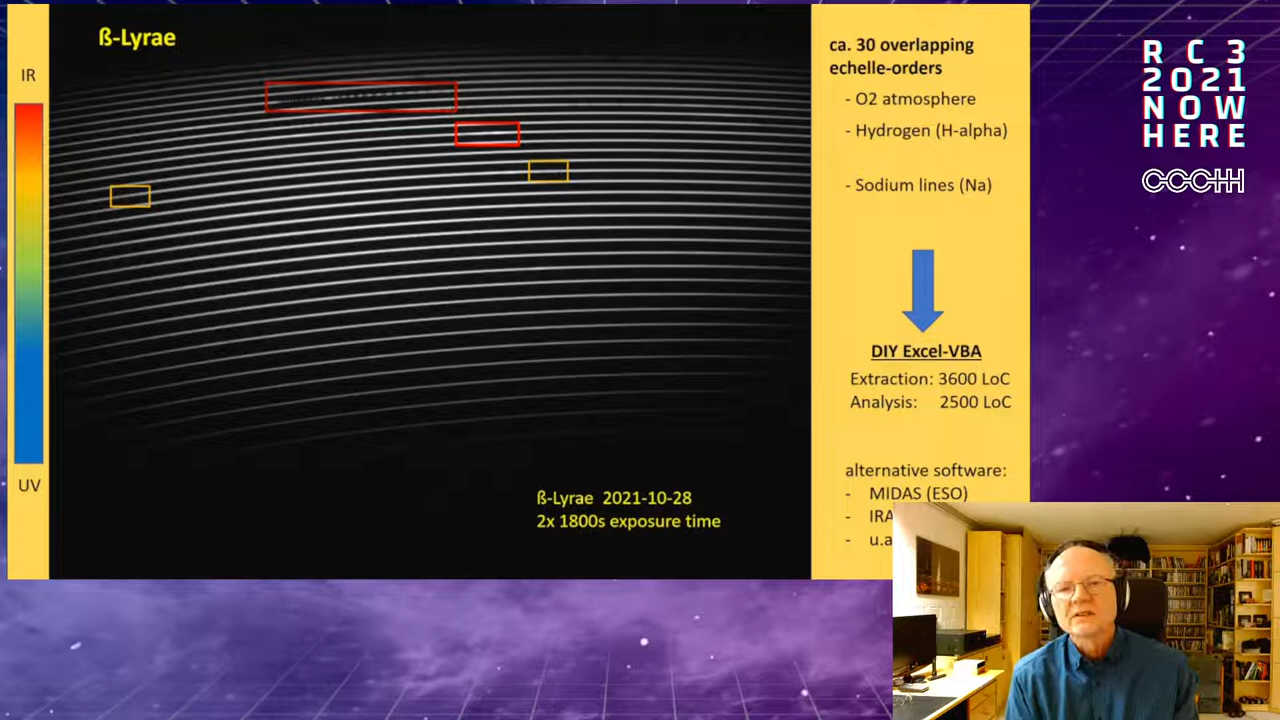 ß-Lyrae
IR
UV
ß-Lyrae 2021-10-28
2x 1800s exposure time
ca. 30 overlapping
echelle-orders
- O2 atmosphere
- Hydrogen (H-alpha)
- Sodium lines (Na)
DIY Excel-VBA
Extraction: 3600 LoC
Analysis: 2500 LoC
alternative software:
- MIDAS (ESO)
- IRA
- u.a
R C 3
2021
N O W
HERE